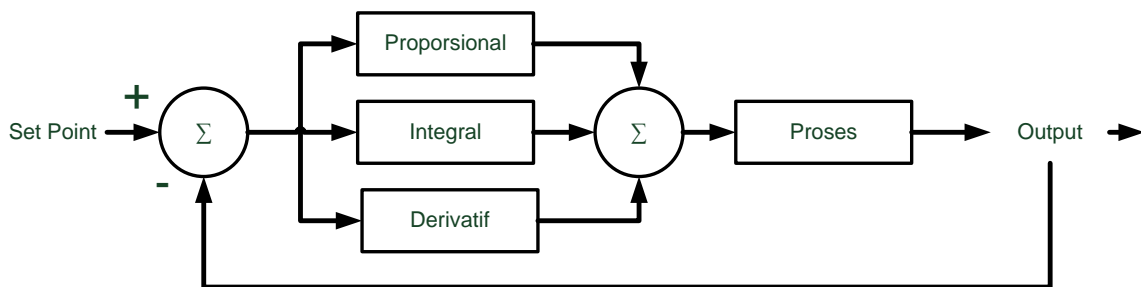 Proporsional
+
Set Point
Σ
Integral
Σ
Proses
Output
-
Derivatif